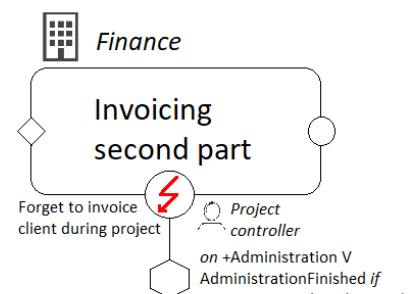 Finance
Invoicing
second part
Forget to invoice
client during project
Project
controller
on +Administration V
AdministrationFinished if